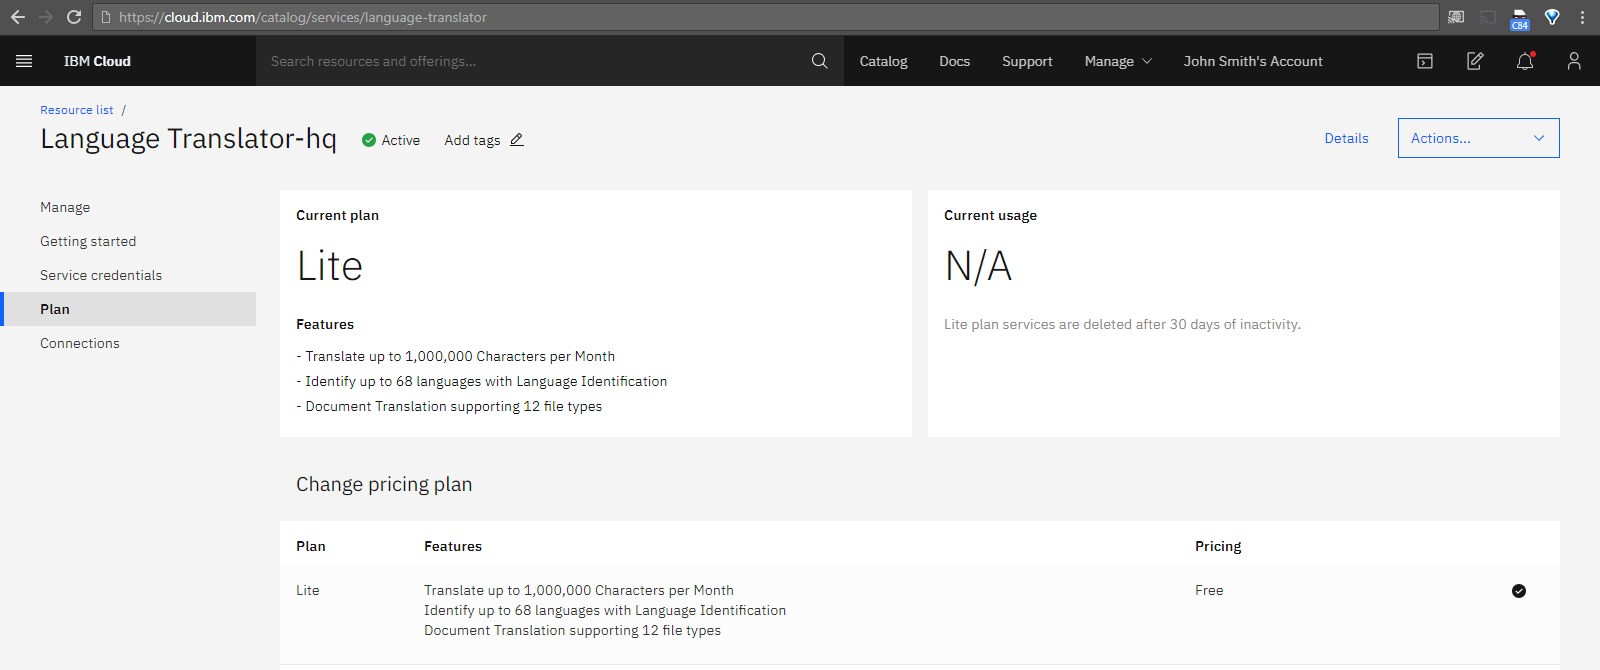 https://cloud.ibm.com/catalog/services/language-translator
C84
IBM Cloud
Search resources and offerings...
Catalog
Docs
Support
Manage
John Smith's Account
Resource list /
Language Translator-hq
Active
Add tags
Details
Actions...
Manage
Getting started
Service credentials
Plan
Connections
Current plan
Lite
Features
- Translate up to 1,000,000 Characters per Month
- Identify up to 68 languages with Language Identification
- Document Translation supporting 12 file types
Current usage
N/A
Lite plan services are deleted after 30 days of inactivity.
Change pricing plan
Plan Features Pricing
Lite Translate up to 1,000,000 Characters per Month Free
Identify up to 68 languages with Language Identification
Document Translation supporting 12 file types